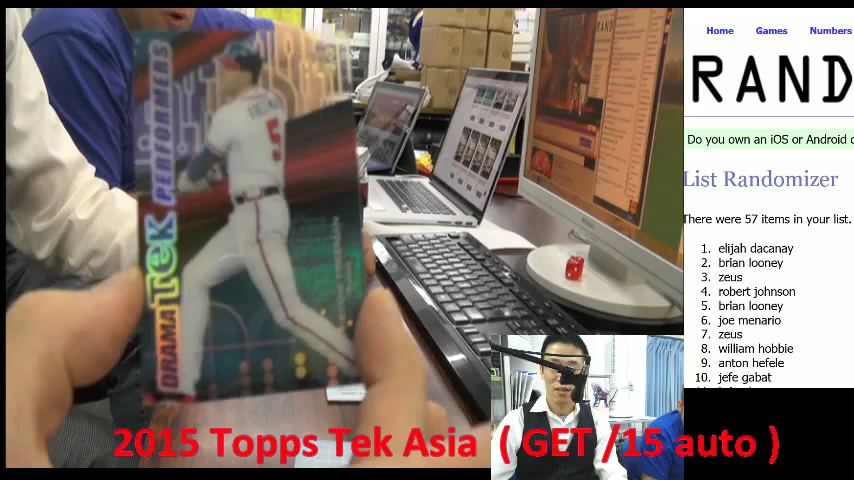 DRAMATEK PERFORMERS
5
Home Games Numbers
RAND
Do you own an iOS or Android
List Randomizer
There were 57 items in your list.
1. elijah dacanay
2. brian looney
3. zeus
4. robert johnson
5. brian looney
6. joe menario
7. zeus
8. william hobbie
9. anton hefele
10. jefe gabat
2015 Topps Tek Asia ( GET /15 auto )